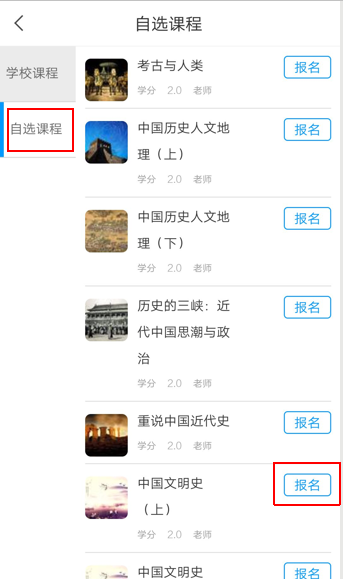 自选课程
学校课程
自选课程
考古与人类
学分 2.0 老师
报名
中国历史人文地
理（上）
学分 2.0 老师
报名
中国历史人文地
理（下）
学分 2.0 老师
报名
历史的三峡：近
代中国思潮与政
治
学分 2.0 老师
报名
重说中国近代史
学分 2.0 老师
报名
中国文明史
（上）
学分 2.0 老师
报名
中国文明史
报名